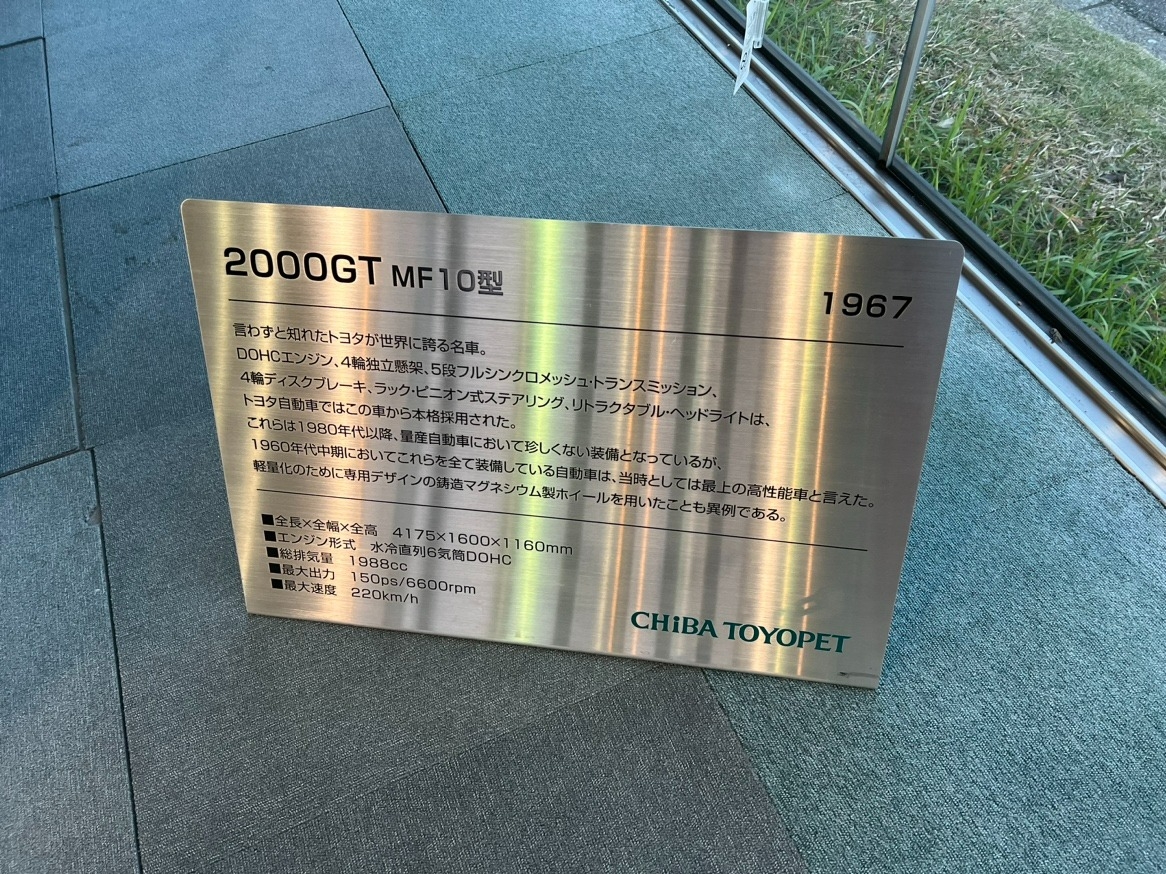 2000GT MF10型 1967
言わずと知れたトヨタが世界に誇る名車。
DOHCエンジン、4輪独立懸架、5段フルシンクロメッシュ・トランスミッション、
4輪ディスクブレーキ、ラック・ピニオン式ステアリング、リトラクタブル・ヘッドライトは、
トヨタ自動車ではこの車から本格採用された。
これらは1980年代以降、量産自動車において珍しくない装備となっているが、
1960年代中期においてこれらを全て装備している自動車は、当時としては最上の高性能車と言えた。
軽量化のために専用デザインの鋳造マグネシウム製ホイールを用いたことも異例である。
■全長×全幅×全高 4175×1600×1160mm
■エンジン形式 水冷直列6気筒DOHC
■総排気量 1988cc
■最大出力 150ps/6600rpm
■最大速度 220km/h
CHiBA TOYOPET